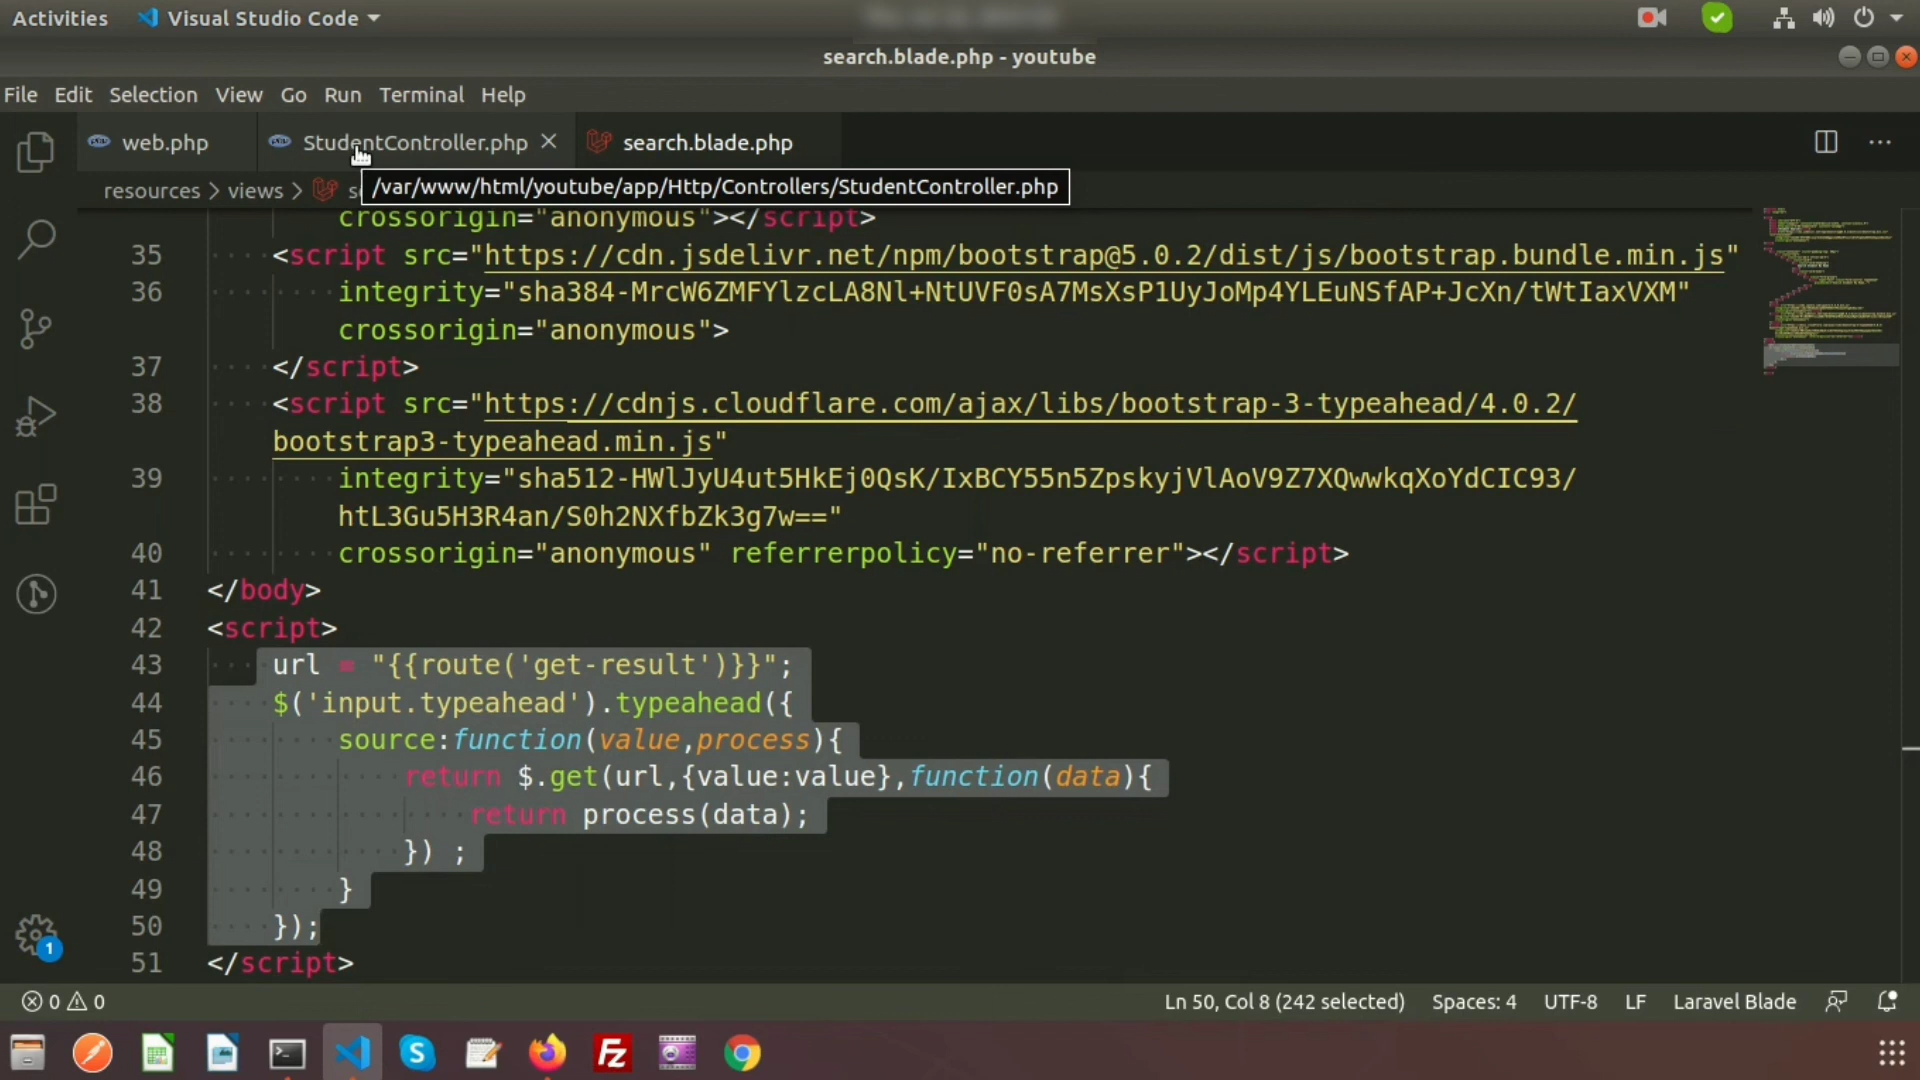 Activities Visual Studio Code
search.blade.php - youtube
File Edit Selection View Go Run Terminal Help
web.php StudentController.php search.blade.php
resources > views >
/var/www/html/youtube/app/Http/Controllers/StudentController.php
crossorigin="anonymous"></script>
35 <script src="https://cdn.jsdelivr.net/npm/bootstrap@5.0.2/dist/js/bootstrap.bundle.min.js"
36 integrity="sha384-MrcW6ZMFYlzcLA8Nl+NtUVF0sA7MsXsP1UyJoMp4YLEuNSfAP+JcXn/tWtIaxVXM"
crossorigin="anonymous">
37 </script>
38 <script src="https://cdnjs.cloudflare.com/ajax/libs/bootstrap-3-typeahead/4.0.2/
bootstrap3-typeahead.min.js"
39 integrity="sha512-HWlJyU4ut5HkEj0QsK/IxBCY55n5ZpskyjVlAoV9Z7XQwwkqXoYdCIC93/
htL3Gu5H3R4an/S0h2NXfbZk3g7w=="
40 crossorigin="anonymous" referrerpolicy="no-referrer"></script>
41 </body>
42 <script>
43 url = "{{route('get-result')}}";
44 $('input.typeahead').typeahead({
45 source:function(value,process){
46 return $.get(url,{value:value},function(data){
47 return process(data);
48 }) ;
49 }
50 });
51 </script>
1
0 0 Ln 50, Col 8 (242 selected) Spaces: 4 UTF-8 LF Laravel Blade